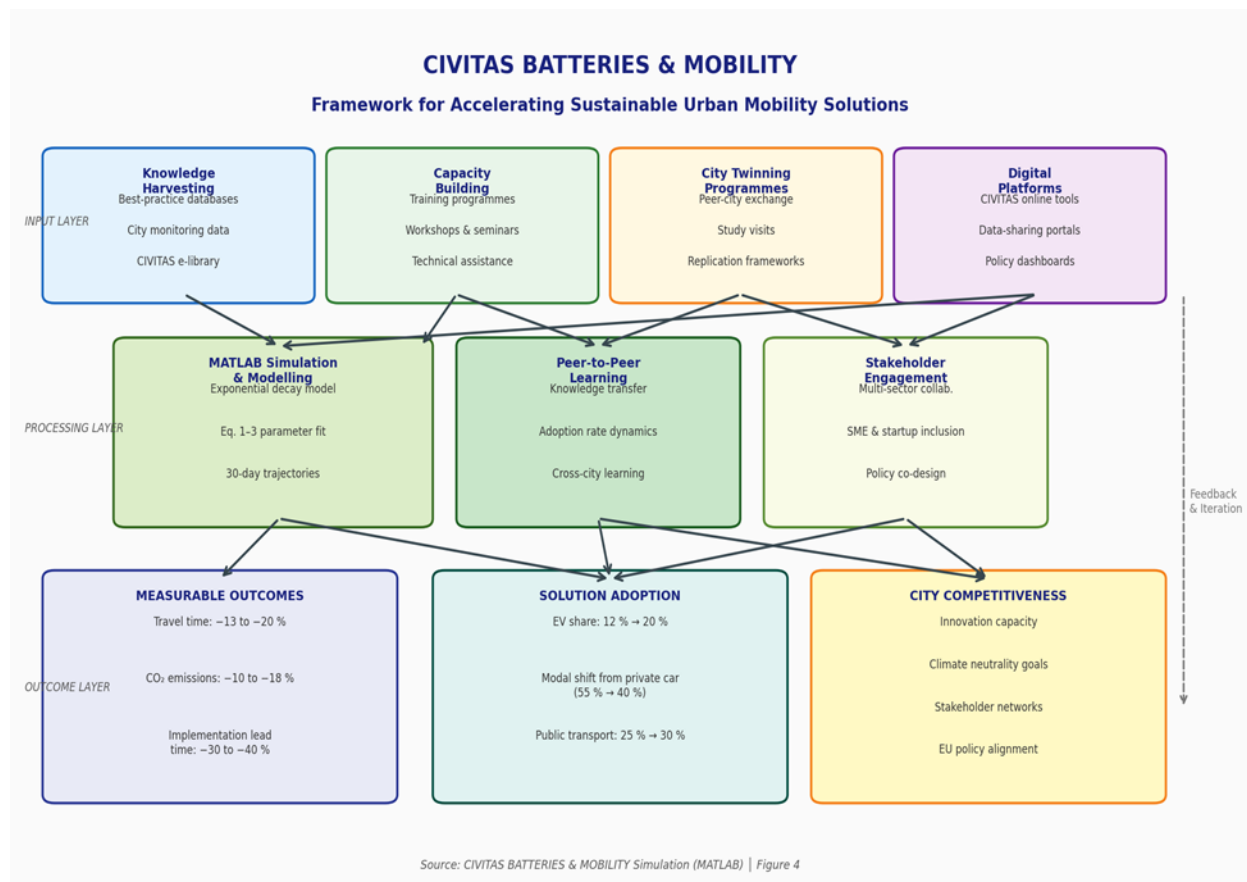 CIVITAS BATTERIES & MOBILITY
Framework for Accelerating Sustainable Urban Mobility Solutions
INPUT LAYER
Knowledge
Harvesting
Best-practice databases
City monitoring data
CIVITAS e-library
Capacity
Building
Training programmes
Workshops & seminars
Technical assistance
City Twinning
Programmes
Peer-city exchange
Study visits
Replication frameworks
Digital
Platforms
CIVITAS online tools
Data-sharing portals
Policy dashboards
PROCESSING LAYER
MATLAB Simulation
& Modelling
Exponential decay model
Eq. 1–3 parameter fit
30-day trajectories
Peer-to-Peer
Learning
Knowledge transfer
Adoption rate dynamics
Cross-city learning
Stakeholder
Engagement
Multi-sector collab.
SME & startup inclusion
Policy co-design
Feedback
& Iteration
OUTCOME LAYER
MEASURABLE OUTCOMES
Travel time: −13 to −20 %
CO₂ emissions: −10 to −18 %
Implementation lead
time: −30 to −40 %
SOLUTION ADOPTION
EV share: 12 % → 20 %
Modal shift from private car
(55 % → 40 %)
Public transport: 25 % → 30 %
CITY COMPETITIVENESS
Innovation capacity
Climate neutrality goals
Stakeholder networks
EU policy alignment
Source: CIVITAS BATTERIES & MOBILITY Simulation (MATLAB) | Figure 4